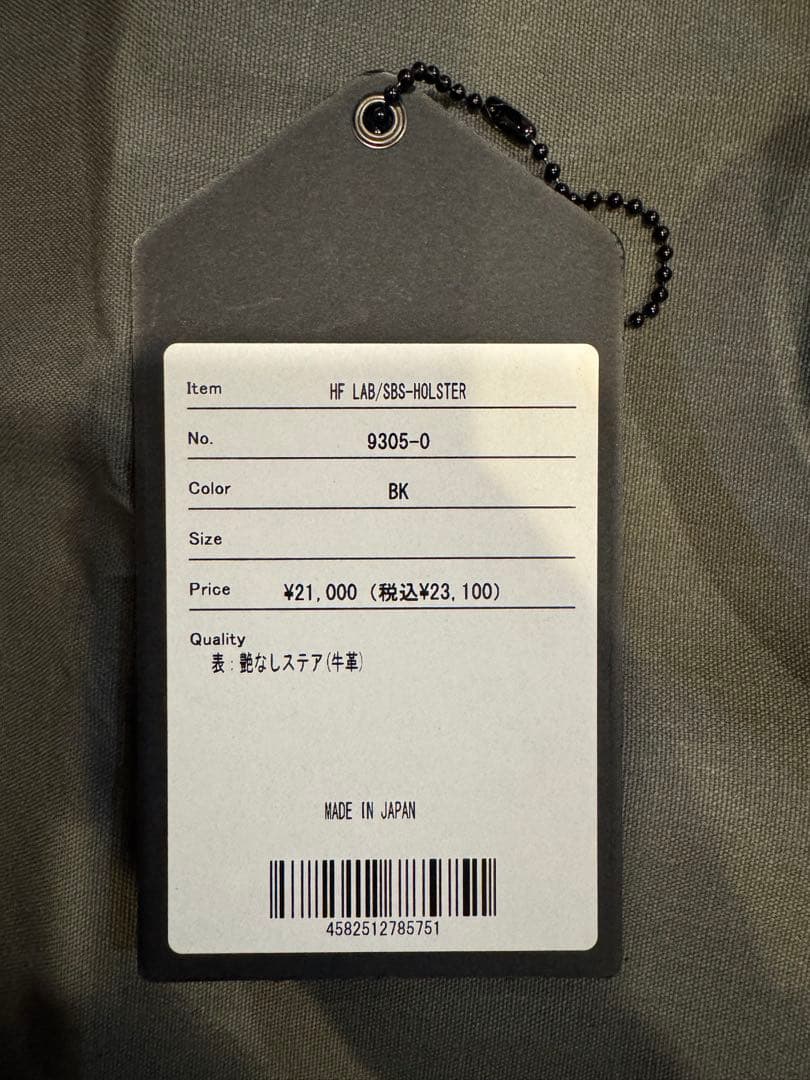 Item HF LAB/SBS-HOLSTER
No. 9305-0
Color BK
Size
Price ¥21,000 (税込¥23,100)
Quality
表:艶なしステア(牛革)
MADE IN JAPAN
4582512785751